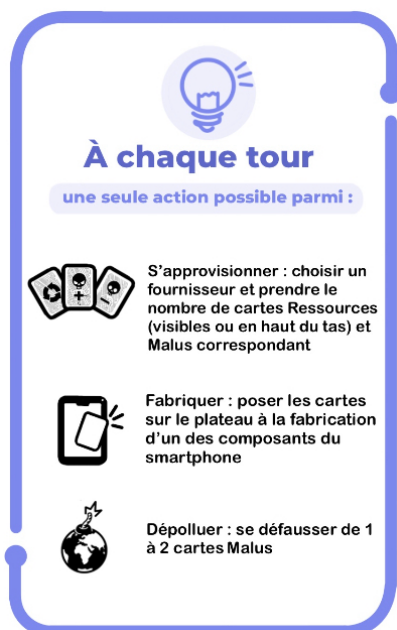 À chaque tour
une seule action possible parmi :
S'approvisionner : choisir un
fournisseur et prendre le
nombre de cartes Ressources
(visibles ou en haut du tas) et
Malus correspondant
Fabriquer : poser les cartes
sur le plateau à la fabrication
d'un des composants du
smartphone
Dépolluer : se défausser de 1
à 2 cartes Malus